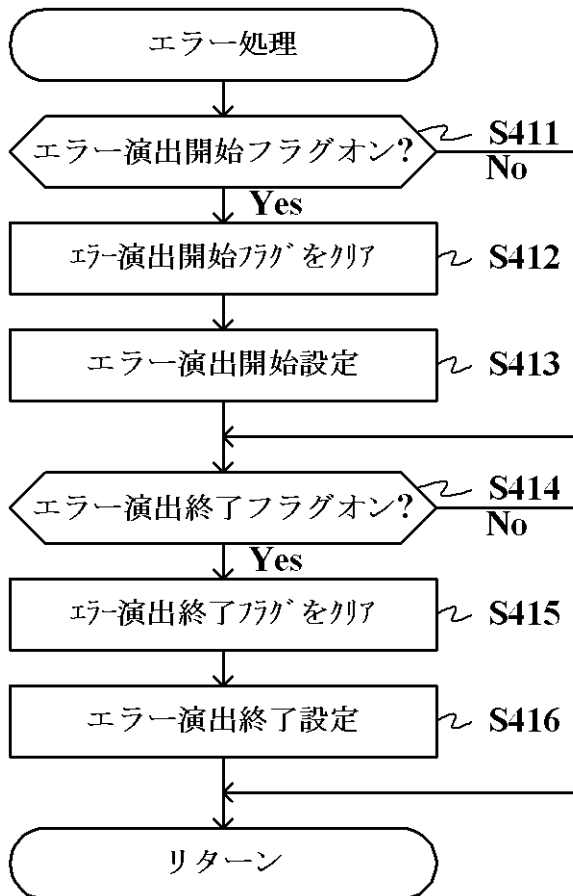 エラー処理
エラー演出開始フラグオン?
S411
No
Yes
ｴﾗｰ演出開始ﾌﾗｸﾞをｸﾘｱ
S412
エラー演出開始設定
S413
エラー演出終了フラグオン?
S414
No
Yes
ｴﾗｰ演出終了ﾌﾗｸﾞをｸﾘｱ
S415
エラー演出終了設定
S416
リターン